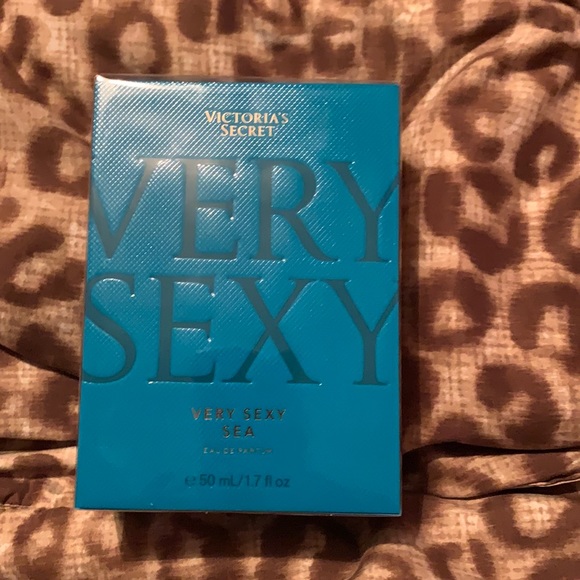 VICTORIA'S
SECRET
VERY
SEXY
VERY SEXY
SEA
EAU DE PARFUM
℮ 50 mL/1.7 fl oz